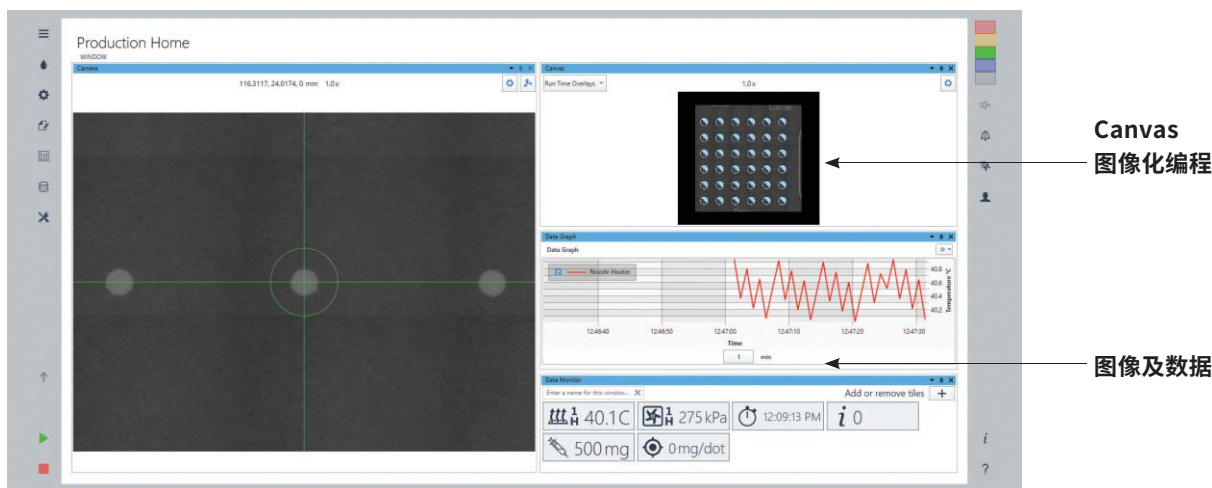 Production Home
WINDOW
Camera
116.3117, 24.0174, 0 mm 1.0x
Canvas
Run Time Overlays
1.0x
Circle
Canvas
图像化编程
Data Graph
Data Graph
Nozzle Heater
40.8
40.6
40.4
40.2
Temperature °C
12:46:40 12:46:50 12:47:00 12:47:10 12:47:20 12:47:30
Time
1 min
图像及数据
Data Monitor
Enter a name for this window...
Add or remove tiles
1 H 40.1C
1 H 275 kPa
12:09:13 PM
i 0
500 mg
0 mg/dot
i
?